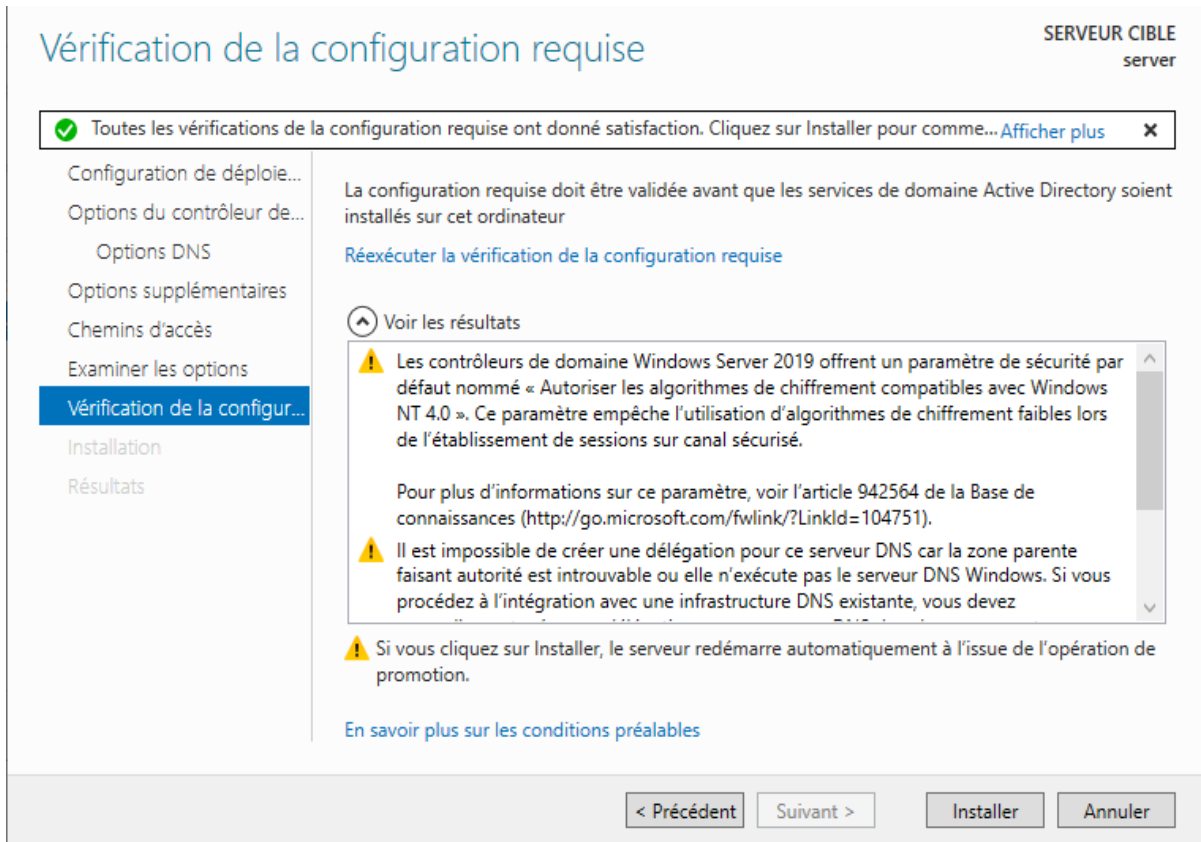 Vérification de la configuration requise
SERVEUR CIBLE
server
Toutes les vérifications de la configuration requise ont donné satisfaction. Cliquez sur Installer pour comme... Afficher plus
Configuration de déploie...
Options du contrôleur de...
Options DNS
Options supplémentaires
Chemins d'accès
Examiner les options
Vérification de la configur...
Installation
Résultats
La configuration requise doit être validée avant que les services de domaine Active Directory soient
installés sur cet ordinateur
Réexécuter la vérification de la configuration requise
Voir les résultats
Les contrôleurs de domaine Windows Server 2019 offrent un paramètre de sécurité par
défaut nommé « Autoriser les algorithmes de chiffrement compatibles avec Windows
NT 4.0 ». Ce paramètre empêche l'utilisation d'algorithmes de chiffrement faibles lors
de l'établissement de sessions sur canal sécurisé.
Pour plus d'informations sur ce paramètre, voir l'article 942564 de la Base de
connaissances (http://go.microsoft.com/fwlink/?LinkId=104751).
Il est impossible de créer une délégation pour ce serveur DNS car la zone parente
faisant autorité est introuvable ou elle n'exécute pas le serveur DNS Windows. Si vous
procédez à l'intégration avec une infrastructure DNS existante, vous devez
Si vous cliquez sur Installer, le serveur redémarre automatiquement à l'issue de l'opération de
promotion.
En savoir plus sur les conditions préalables
< Précédent
Suivant >
Installer
Annuler